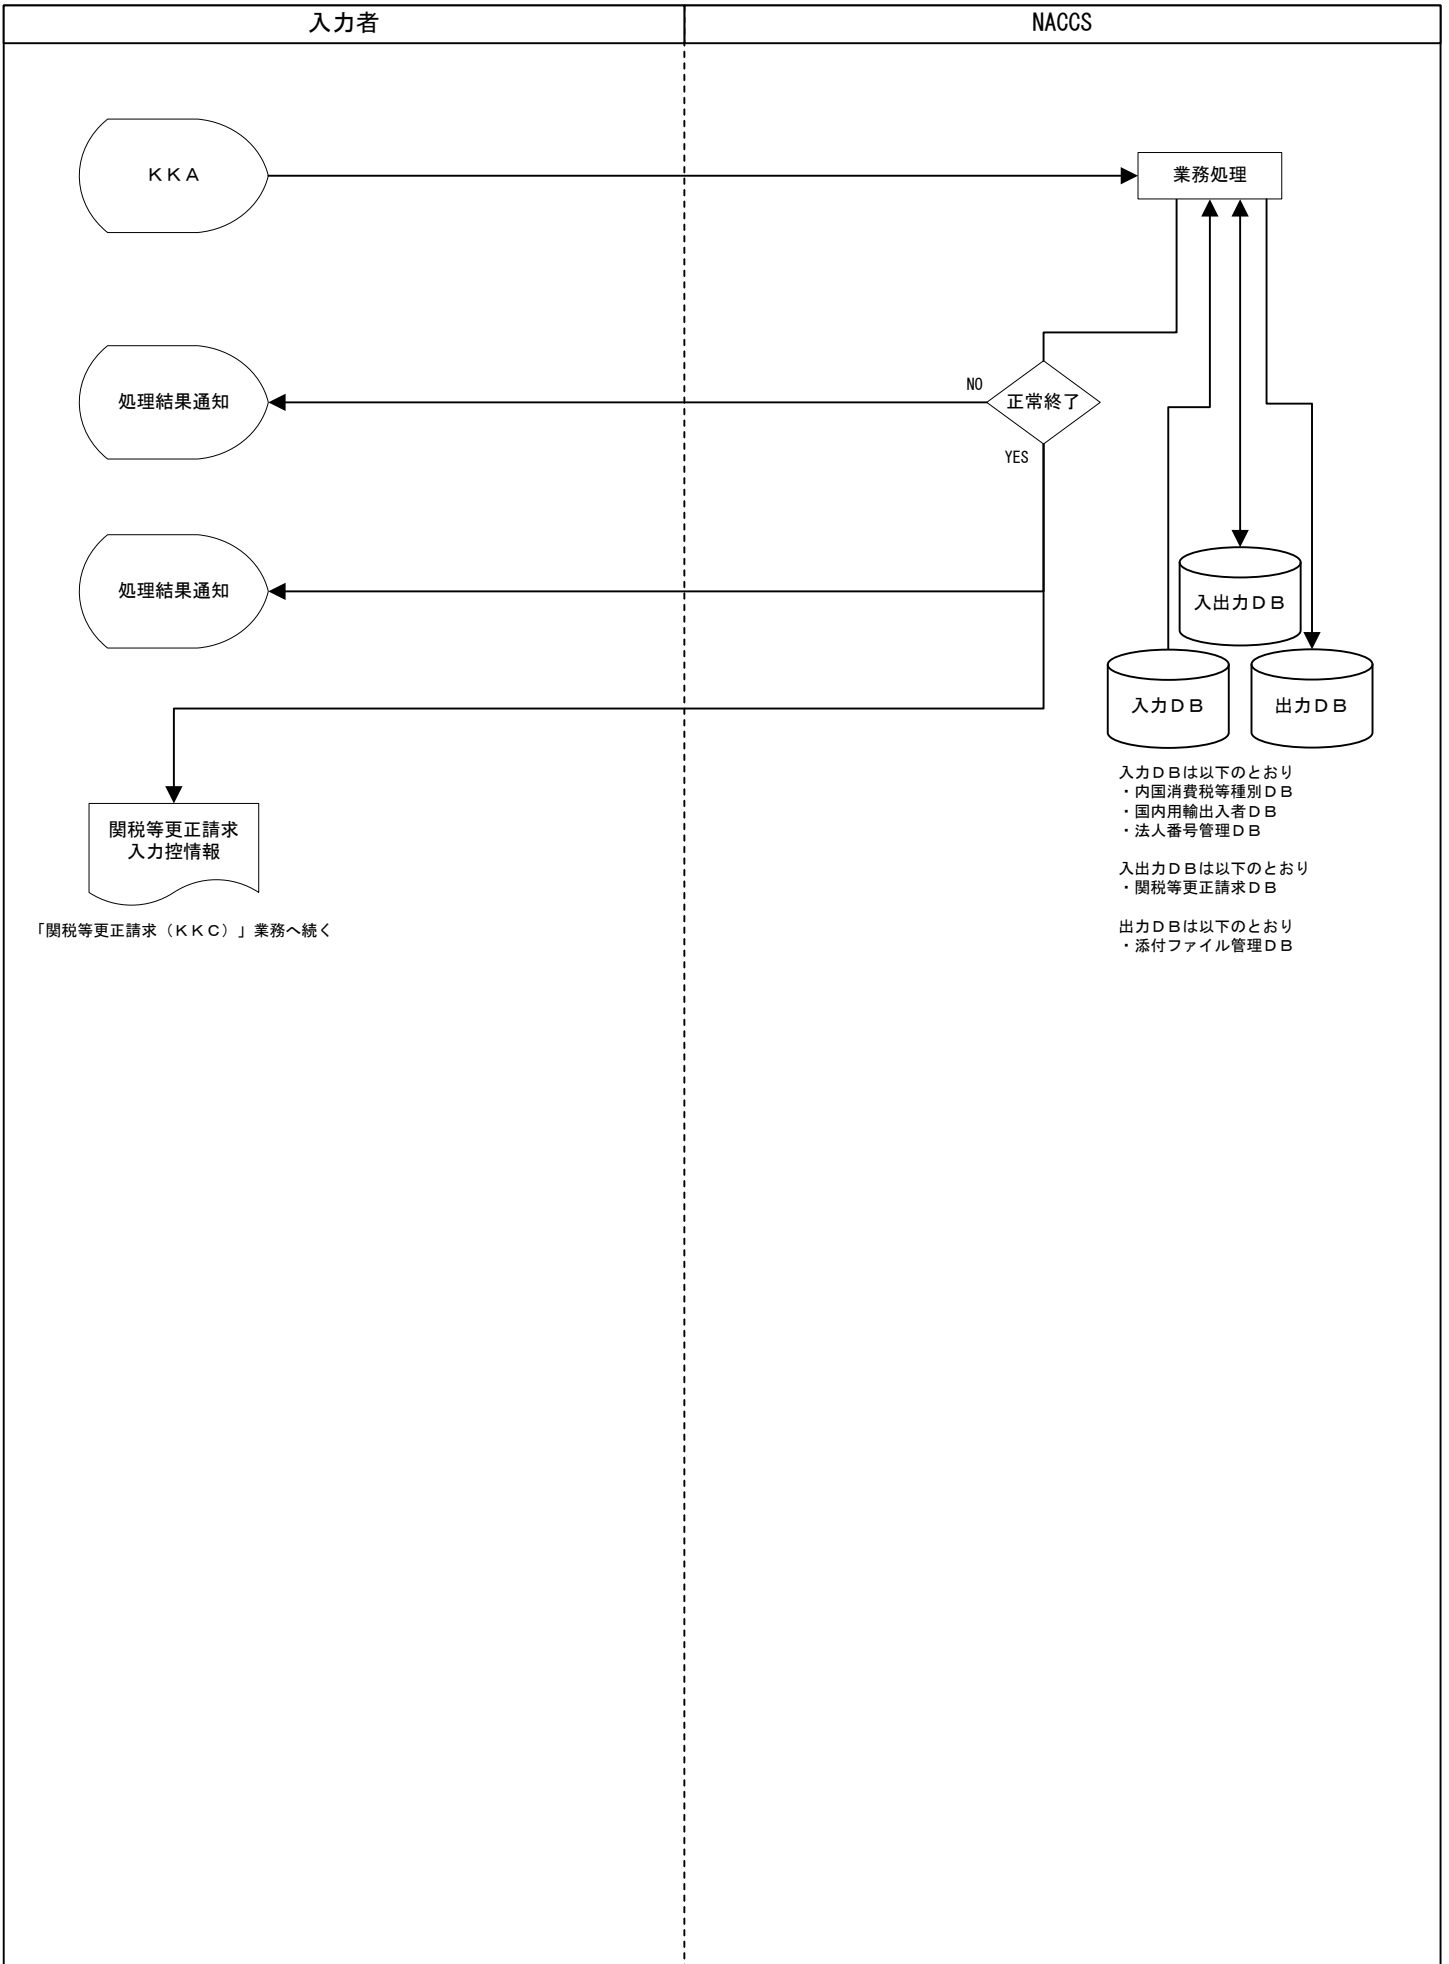 入力者
NACCS
ＫＫＡ
業務処理
処理結果通知
NO
正常終了
YES
処理結果通知
入出力ＤＢ
入力ＤＢ
出力ＤＢ
入力ＤＢは以下のとおり
・内国消費税等種別ＤＢ
・国内用輸出入者ＤＢ
・法人番号管理ＤＢ
入出力ＤＢは以下のとおり
・関税等更正請求ＤＢ
出力ＤＢは以下のとおり
・添付ファイル管理ＤＢ
関税等更正請求
入力控情報
「関税等更正請求（ＫＫＣ）」業務へ続く